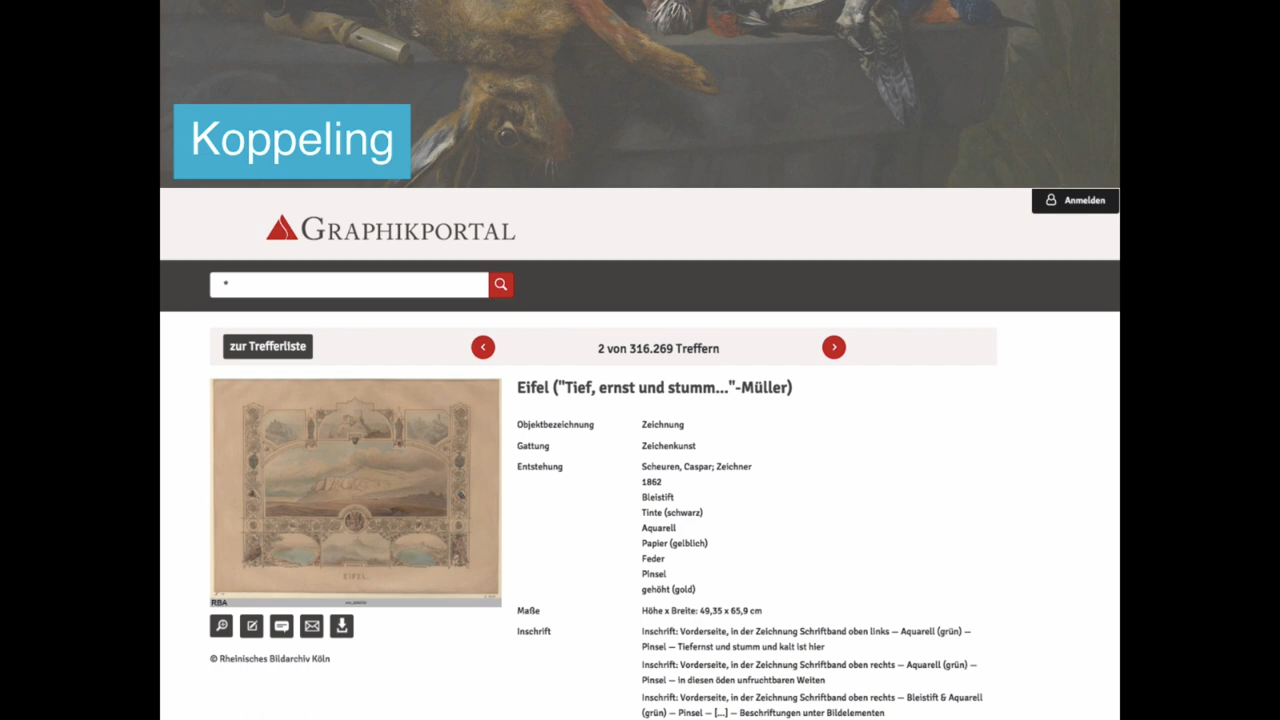 Koppeling
Anmelden
GRAPHIKPORTAL
*
zur Trefferliste
2 von 316.269 Treffern
Eifel ("Tief, ernst und stumm..."-Müller)
Objektbezeichnung Zeichnung
Gattung Zeichenkunst
Entstehung Scheuren, Caspar; Zeichner
1862
Bleistift
Tinte (schwarz)
Aquarell
Papier (gelblich)
Feder
Pinsel
gehöht (gold)
Maße Höhe x Breite: 49,35 x 65,9 cm
Inschrift Inschrift: Vorderseite, in der Zeichnung Schriftband oben links — Aquarell (grün) —
Pinsel — Tiefernst und stumm und kalt ist hier
Inschrift: Vorderseite, in der Zeichnung Schriftband oben rechts — Aquarell (grün) —
Pinsel — in diesen öden unfruchtbaren Weiten
Inschrift: Vorderseite, in der Zeichnung Schriftband oben rechts — Bleistift & Aquarell
(grün) — Pinsel — [...] — Beschriftungen unter Bildelementen
EIFEL.
RBA
© Rheinisches Bildarchiv Köln